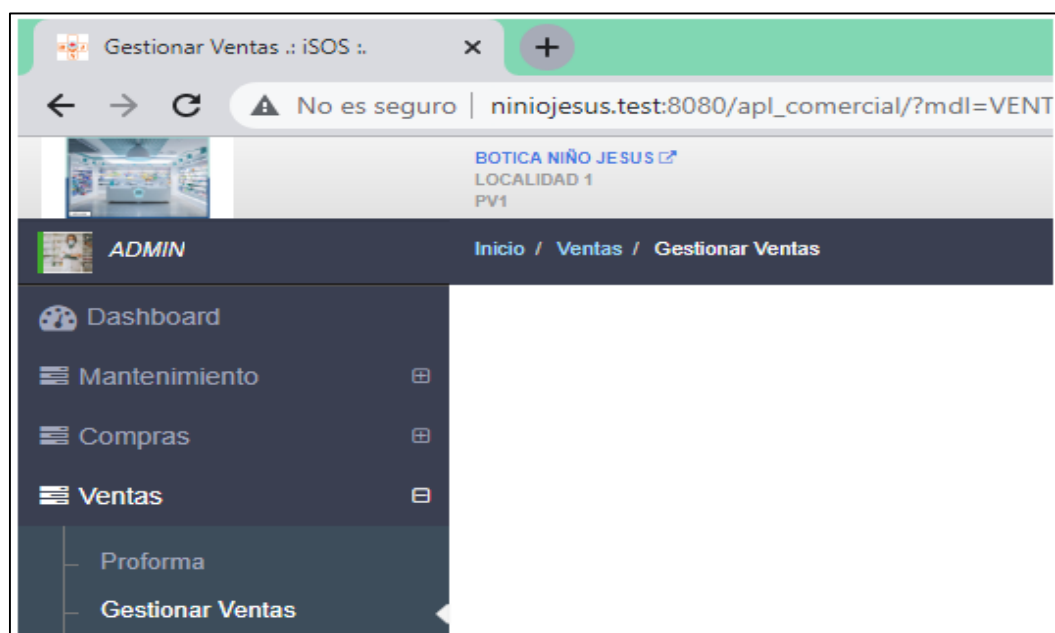 Gestionar Ventas .: iSOS :.
No es seguro | niniojesus.test:8080/apl_comercial/?mdl=VENT
BOTICA NIÑO JESUS
LOCALIDAD 1
PV1
ADMIN
Inicio / Ventas / Gestionar Ventas
Dashboard
Mantenimiento
Compras
Ventas
Proforma
Gestionar Ventas